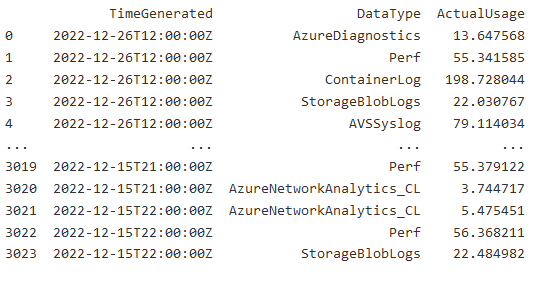 TimeGenerated DataType ActualUsage
0 2022-12-26T12:00:00Z AzureDiagnostics 13.647568
1 2022-12-26T12:00:00Z Perf 55.341585
2 2022-12-26T12:00:00Z ContainerLog 198.728044
3 2022-12-26T12:00:00Z StorageBlobLogs 22.030767
4 2022-12-26T12:00:00Z AVSSyslog 79.114034
... ... ... ...
3019 2022-12-15T21:00:00Z Perf 55.379122
3020 2022-12-15T22:00:00Z AzureNetworkAnalytics_CL 3.744717
3021 2022-12-15T22:00:00Z AzureNetworkAnalytics_CL 5.475451
3022 2022-12-15T22:00:00Z Perf 56.368211
3023 2022-12-15T22:00:00Z StorageBlobLogs 22.484982